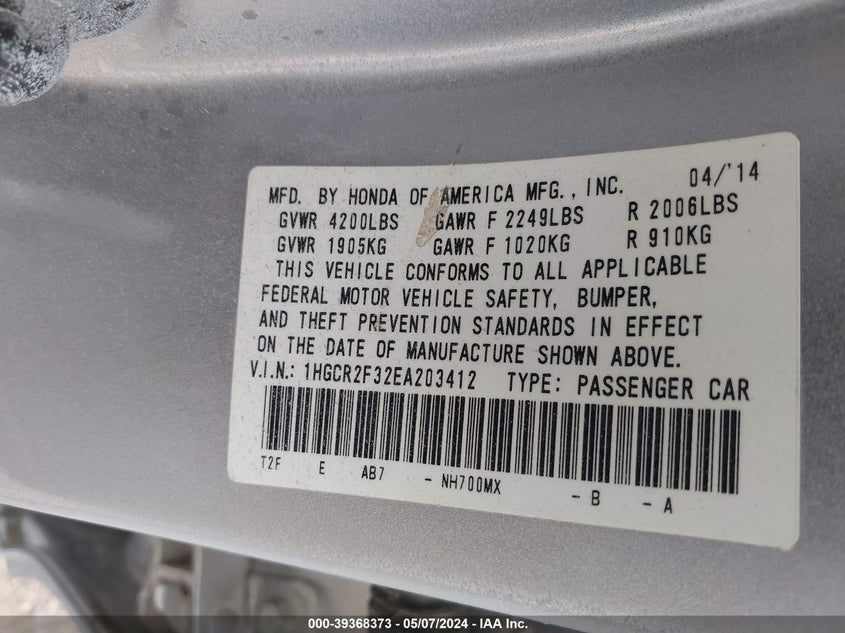 MFD. BY HONDA OF AMERICA MFG., INC. 04/'14
GVWR 4200LBS GAWR F 2249LBS R 2006LBS
GVWR 1905KG GAWR F 1020KG R 910KG
THIS VEHICLE CONFORMS TO ALL APPLICABLE
FEDERAL MOTOR VEHICLE SAFETY, BUMPER,
AND THEFT PREVENTION STANDARDS IN EFFECT
ON THE DATE OF MANUFACTURE SHOWN ABOVE.
V.I.N.: 1HGCR2F32EA203412 TYPE: PASSENGER CAR
T2F E AB7 - NH700MX - B - A
000-39368373 - 05/07/2024 - IAA Inc.